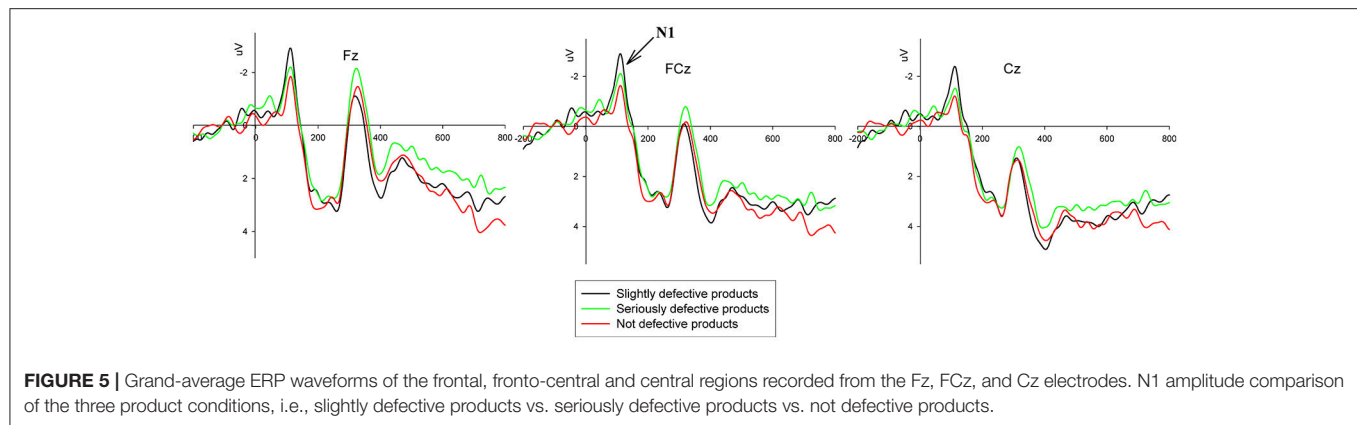 uV
-2
2
4
0
200
400
600
800
Fz
N1
uV
-2
2
4
-200
0
200
400
600
800
FCz
uV
-2
2
4
-200
0
200
400
600
800
Cz
Slightly defective products
Seriously defective products
Not defective products
FIGURE 5 | Grand-average ERP waveforms of the frontal, fronto-central and central regions recorded from the Fz, FCz, and Cz electrodes. N1 amplitude comparison
of the three product conditions, i.e., slightly defective products vs. seriously defective products vs. not defective products.